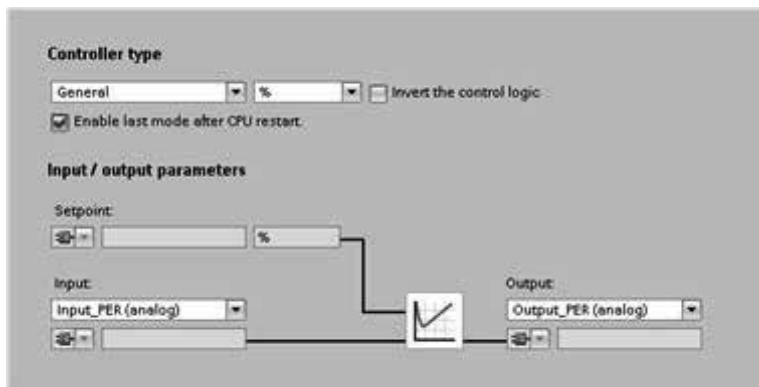 Controller type
General % Invert the control logic
Enable last mode after CPU restart.
Input / output parameters
Setpoint:
%
Input: Output:
Input_PER (analog) Output_PER (analog)